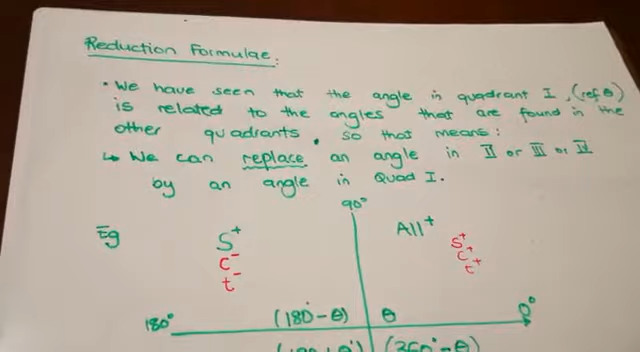 Reduction Formulae:
• We have seen that the angle in quadrant I, (ref θ)
is related to the angles that are found in the
other quadrants, so that means:
↳ We can replace an angle in II or III or IV
by an angle in Quad I.
90°
Eg S⁺ All⁺
C⁻ S⁺
t⁻ C⁺
t⁺
180° (180° - θ) θ 0°
(360° - θ)